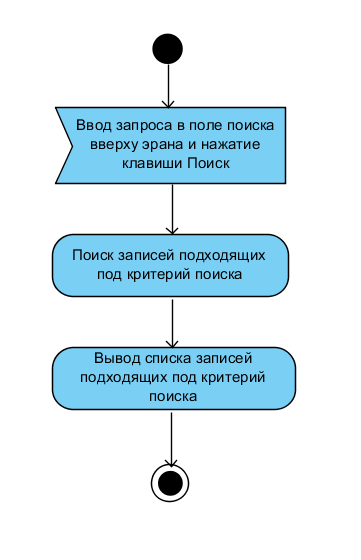 Ввод запроса в поле поиска
вверху эрана и нажатие
клавиши Поиск
Поиск записей подходящих
под критерий поиска
Вывод списка записей
подходящих под критерий
поиска